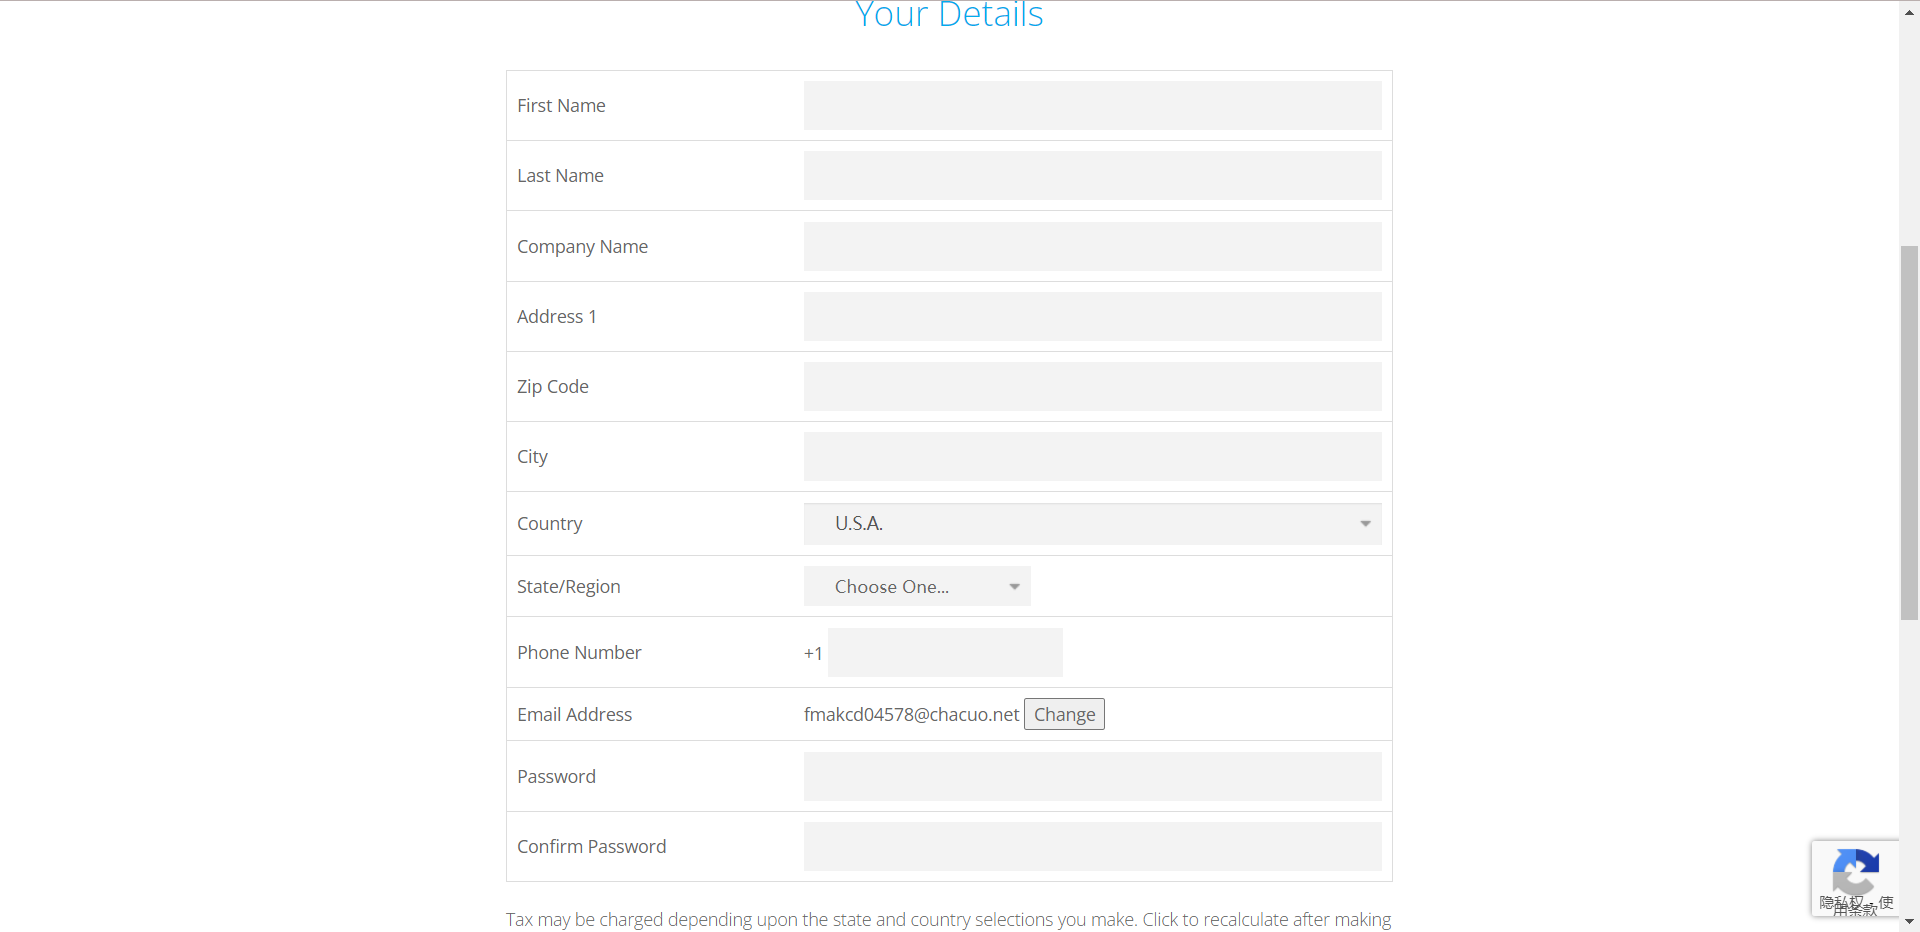 Your Details
First Name
Last Name
Company Name
Address 1
Zip Code
City
Country U.S.A.
State/Region Choose One...
Phone Number +1
Email Address fmakcd04578@chacuo.net Change
Password
Confirm Password
Tax may be charged depending upon the state and country selections you make. Click to recalculate after making
隐私权 - 使
用条款